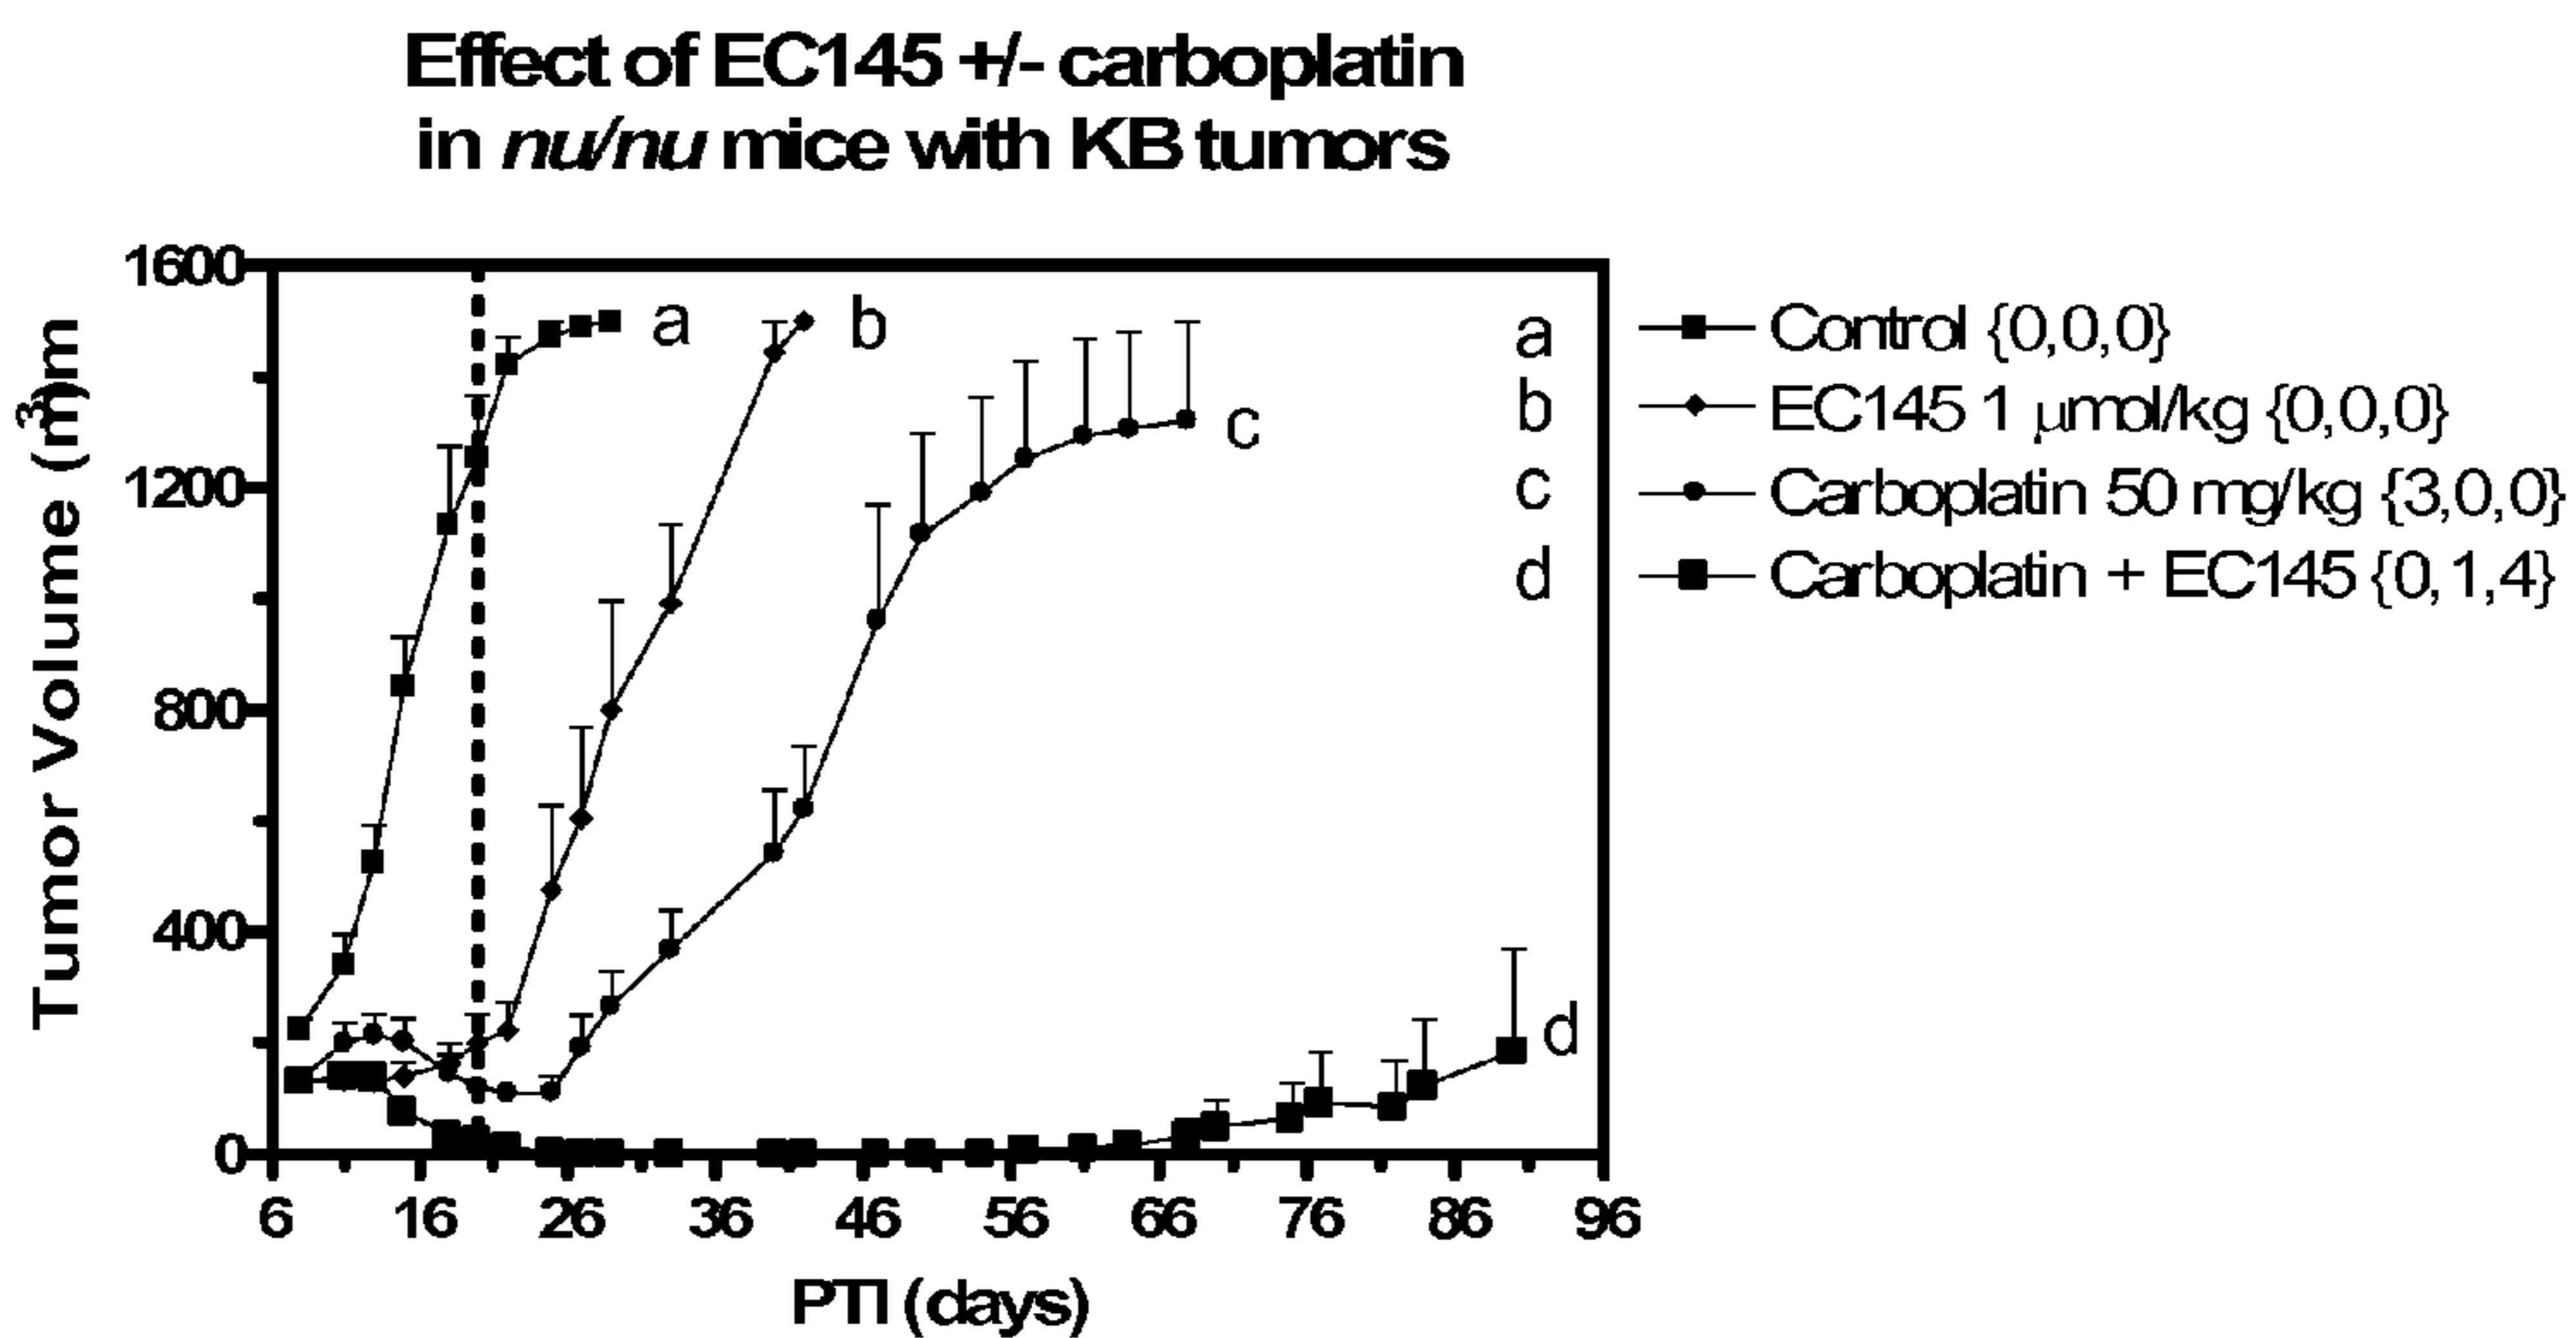 Effect of EC145 +/- carboplatin
in nu/nu mice with KB tumors
Tumor Volume (m³)m
1600
1200
800
400
0
6 16 26 36 46 56 66 76 86 96
PTI (days)
a
b
c
d
a Control {0,0,0}
b EC145 1 μmol/kg {0,0,0}
c Carboplatin 50 mg/kg {3,0,0}
d Carboplatin + EC145 {0,1,4}